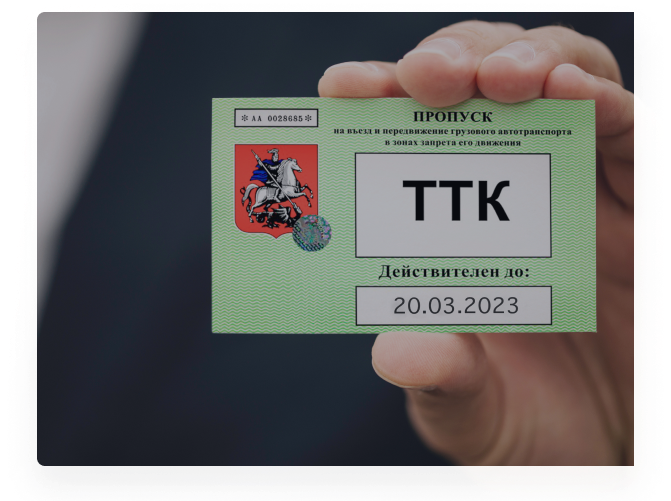 * АА 0028685 *
ПРОПУСК
на въезд и передвижение грузового автотранспорта
в зонах запрета его движения
ТТК
Действителен до:
20.03.2023